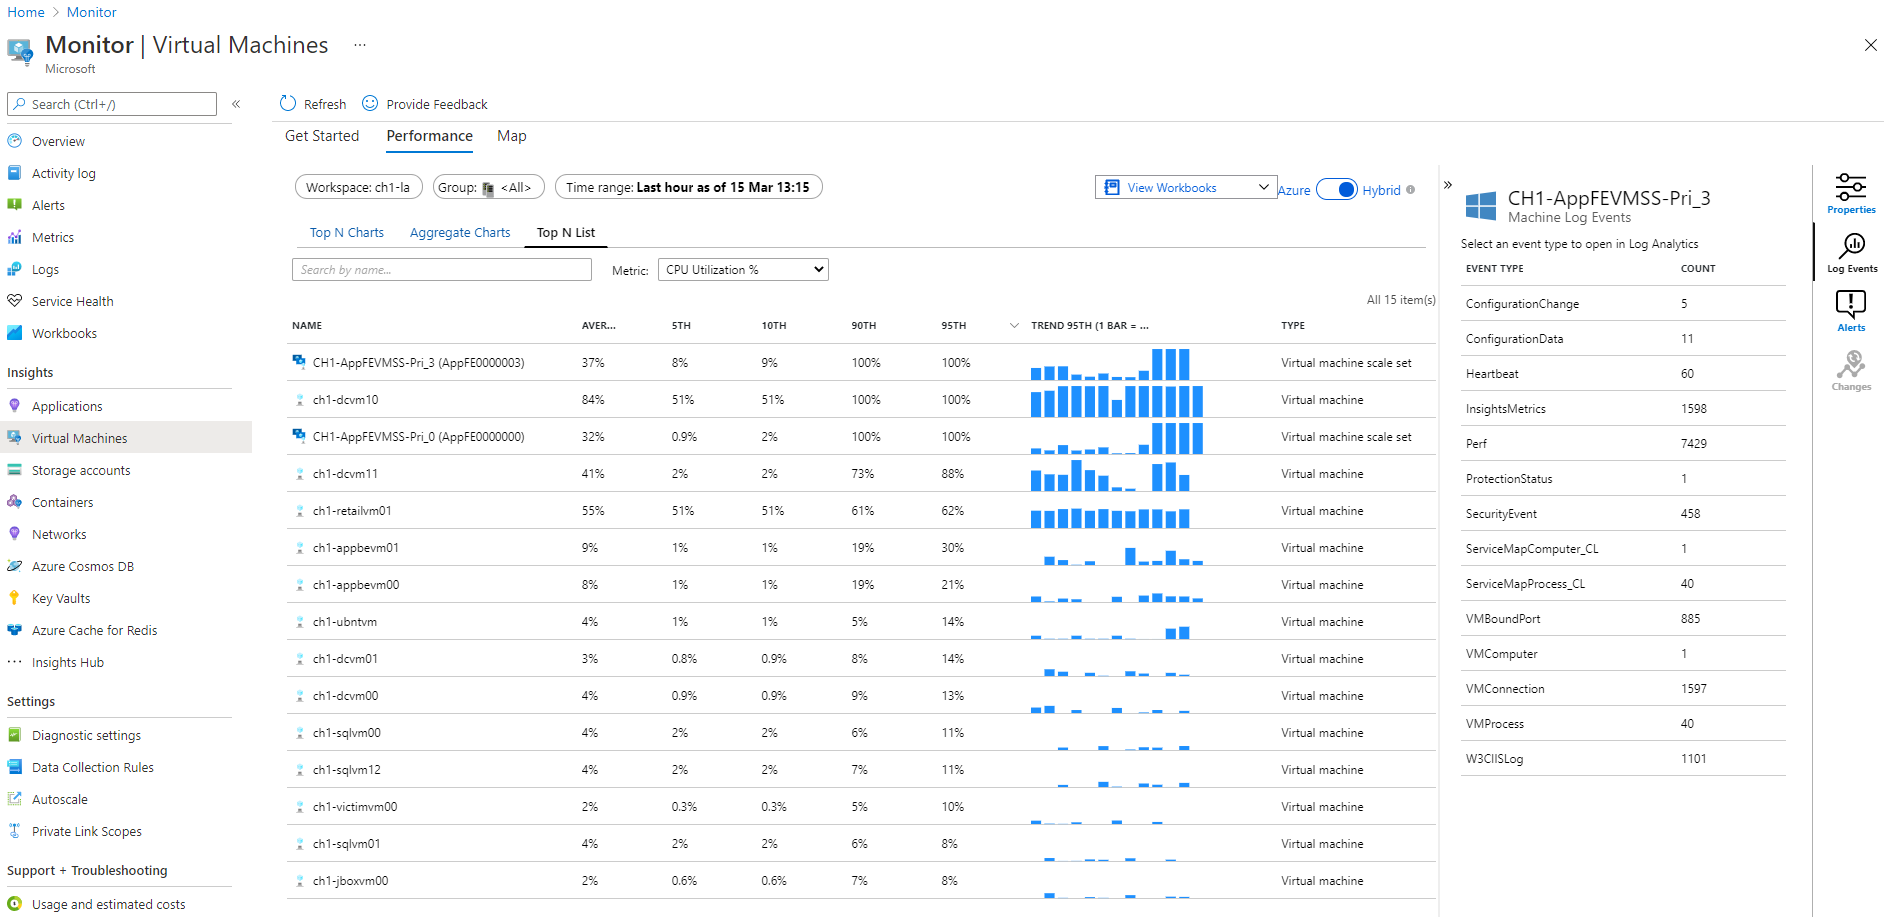 Home > Monitor
Monitor | Virtual Machines ...
Microsoft
Search (Ctrl+/) «
Overview
Activity log
Alerts
Metrics
Logs
Service Health
Workbooks
Insights
Applications
Virtual Machines
Storage accounts
Containers
Networks
Azure Cosmos DB
Key Vaults
Azure Cache for Redis
Insights Hub
Settings
Diagnostic settings
Data Collection Rules
Autoscale
Private Link Scopes
Support + Troubleshooting
Usage and estimated costs
Refresh Provide Feedback
Get Started Performance Map
Workspace: ch1-la Group: <All> Time range: Last hour as of 15 Mar 13:15 View Workbooks Azure Hybrid
Top N Charts Aggregate Charts Top N List
Search by name... Metric: CPU Utilization %
All 15 item(s)
NAME AVER... 5TH 10TH 90TH 95TH TREND 95TH (1 BAR = ... TYPE
CH1-AppFEVMSS-Pri_3 (AppFE0000003) 37% 8% 9% 100% 100% Virtual machine scale set
ch1-dcvm10 84% 51% 51% 100% 100% Virtual machine
CH1-AppFEVMSS-Pri_0 (AppFE0000000) 32% 0.9% 2% 100% 100% Virtual machine scale set
ch1-dcvm11 41% 2% 2% 73% 88% Virtual machine
ch1-retailvm01 55% 51% 51% 61% 62% Virtual machine
ch1-appbevm01 9% 1% 1% 19% 30% Virtual machine
ch1-appbevm00 8% 1% 1% 19% 21% Virtual machine
ch1-ubntvm 4% 1% 1% 5% 14% Virtual machine
ch1-dcvm01 3% 0.8% 0.9% 8% 14% Virtual machine
ch1-dcvm00 4% 0.9% 0.9% 9% 13% Virtual machine
ch1-sqlvm00 4% 2% 2% 6% 11% Virtual machine
ch1-sqlvm12 4% 2% 2% 7% 11% Virtual machine
ch1-victimvm00 2% 0.3% 0.3% 5% 10% Virtual machine
ch1-sqlvm01 4% 2% 2% 6% 8% Virtual machine
ch1-jboxvm00 2% 0.6% 0.6% 7% 8% Virtual machine
»
CH1-AppFEVMSS-Pri_3
Machine Log Events
Select an event type to open in Log Analytics
EVENT TYPE COUNT
ConfigurationChange 5
ConfigurationData 11
Heartbeat 60
InsightsMetrics 1598
Perf 7429
ProtectionStatus 1
SecurityEvent 458
ServiceMapComputer_CL 1
ServiceMapProcess_CL 40
VMBoundPort 885
VMComputer 1
VMConnection 1597
VMProcess 40
W3CIISLog 1101
Properties
Log Events
Alerts
Changes